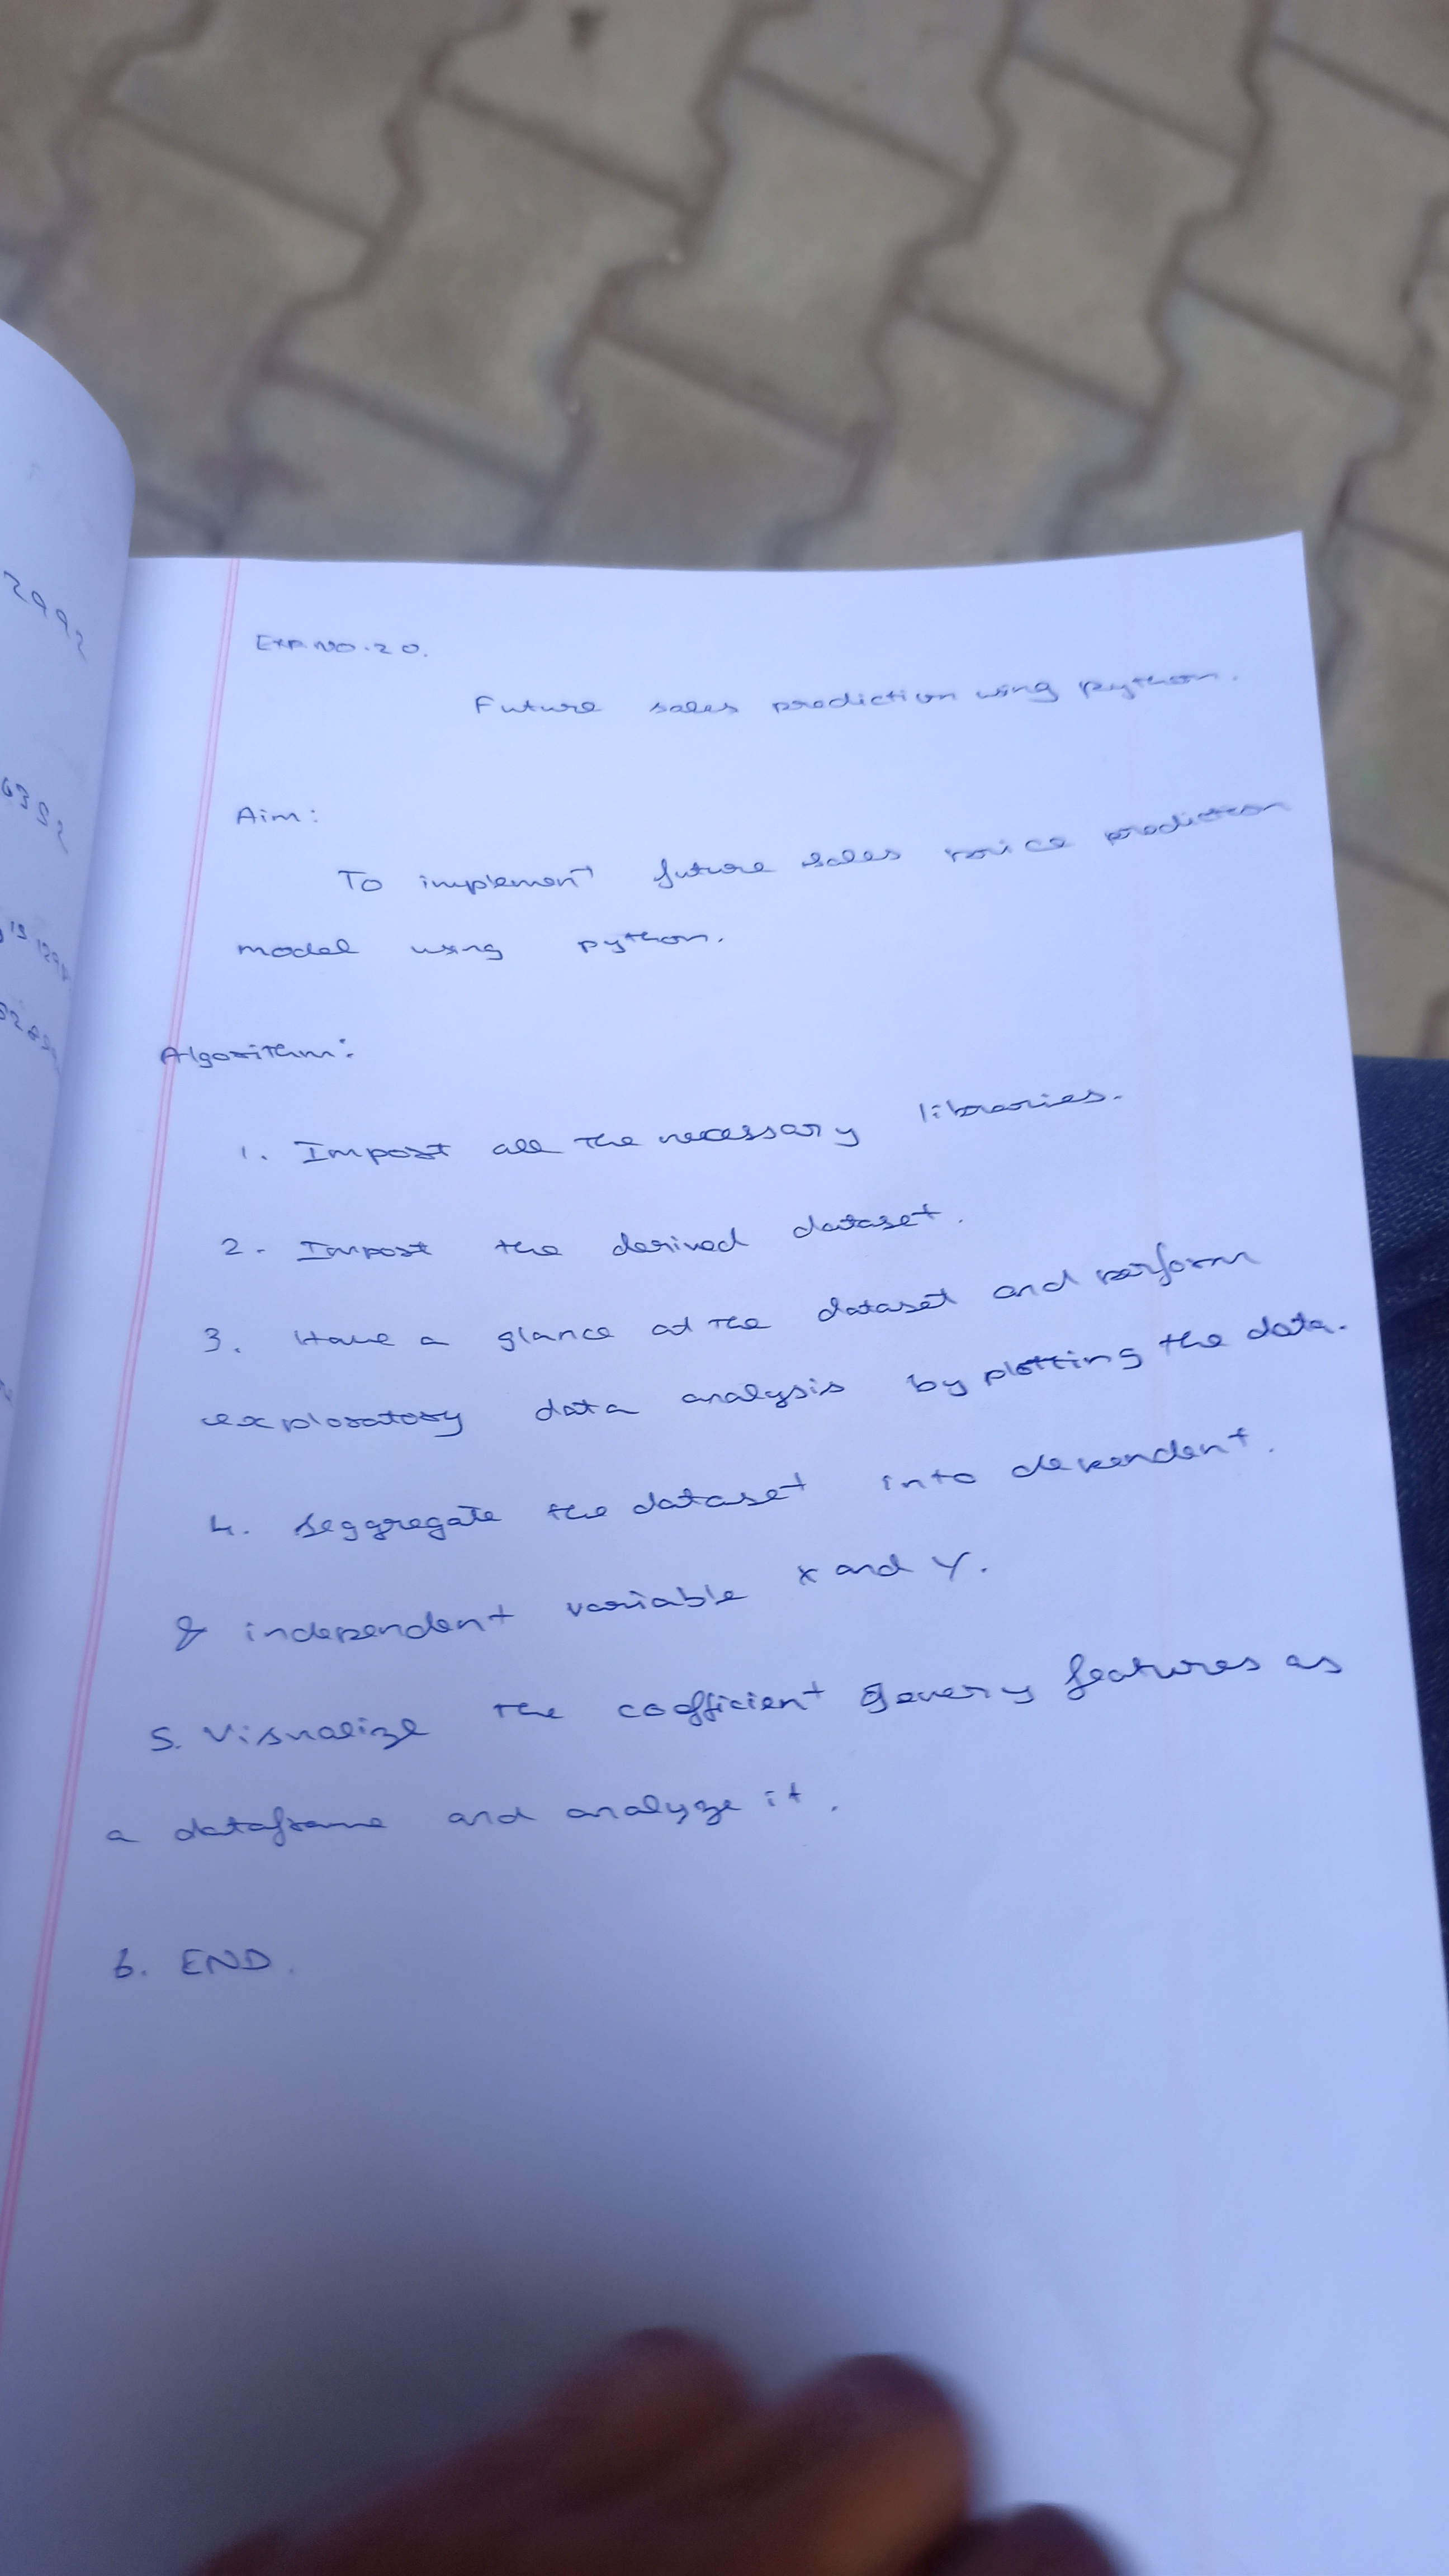 EXP.NO.20.
Future sales prediction using python.
Aim:
To implement future sales price prediction
model using python.
Algorithm:
1. Import all the necessary libraries.
2. Import the derived dataset.
3. Have a glance at the dataset and perform
exploratory data analysis by plotting the data.
4. Seggregate the dataset into dependent.
& independent variable x and y.
5. Visualize the cofficient features as
a dataframe and analyze it.
6. END.
2992